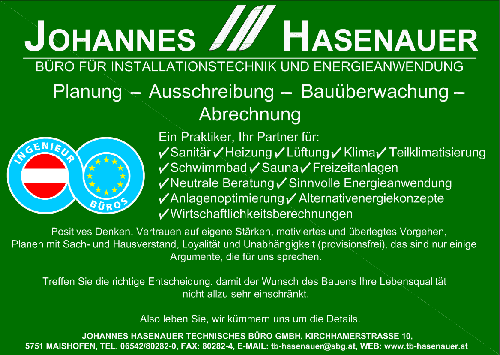 JOHANNES HASENAUER
BÜRO FÜR INSTALLATIONSTECHNIK UND ENERGIEANWENDUNG
Planung – Ausschreibung – Bauüberwachung –
Abrechnung
Ein Praktiker, Ihr Partner für:
✓Sanitär✓Heizung✓Lüftung✓Klima✓Teilklimatisierung
✓Schwimmbad✓Sauna✓Freizeitanlagen
✓Neutrale Beratung✓Sinnvolle Energieanwendung
✓Anlagenoptimierung✓Alternativenergiekonzepte
✓Wirtschaftlichkeitsberechnungen
INGENIEUR
BÜROS
Positives Denken, Vertrauen auf eigene Stärken, motiviertes und überlegtes Vorgehen,
Planen mit Sach- und Hausverstand, Loyalität und Unabhängigkeit (provisionsfrei), das sind nur einige
Argumente, die für uns sprechen.
Treffen Sie die richtige Entscheidung, damit der Wunsch des Bauens Ihre Lebensqualität
nicht allzu sehr einschränkt.
Also leben Sie, wir kümmern uns um die Details.
JOHANNES HASENAUER TECHNISCHES BÜRO GMBH, KIRCHHAMERSTRASSE 10,
5751 MAISHOFEN, TEL. 06542/80282-0, FAX: 80282-4, E-MAIL: tb-hasenauer@sbg.at, WEB: www.tb-hasenauer.at